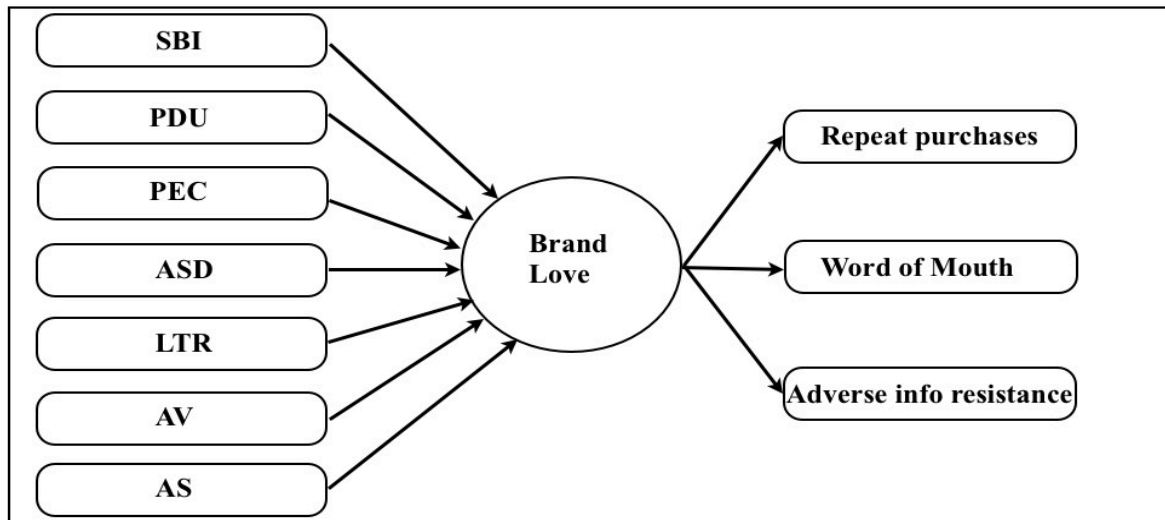 SBI
PDU
PEC
ASD
LTR
AV
AS
Brand
Love
Repeat purchases
Word of Mouth
Adverse info resistance